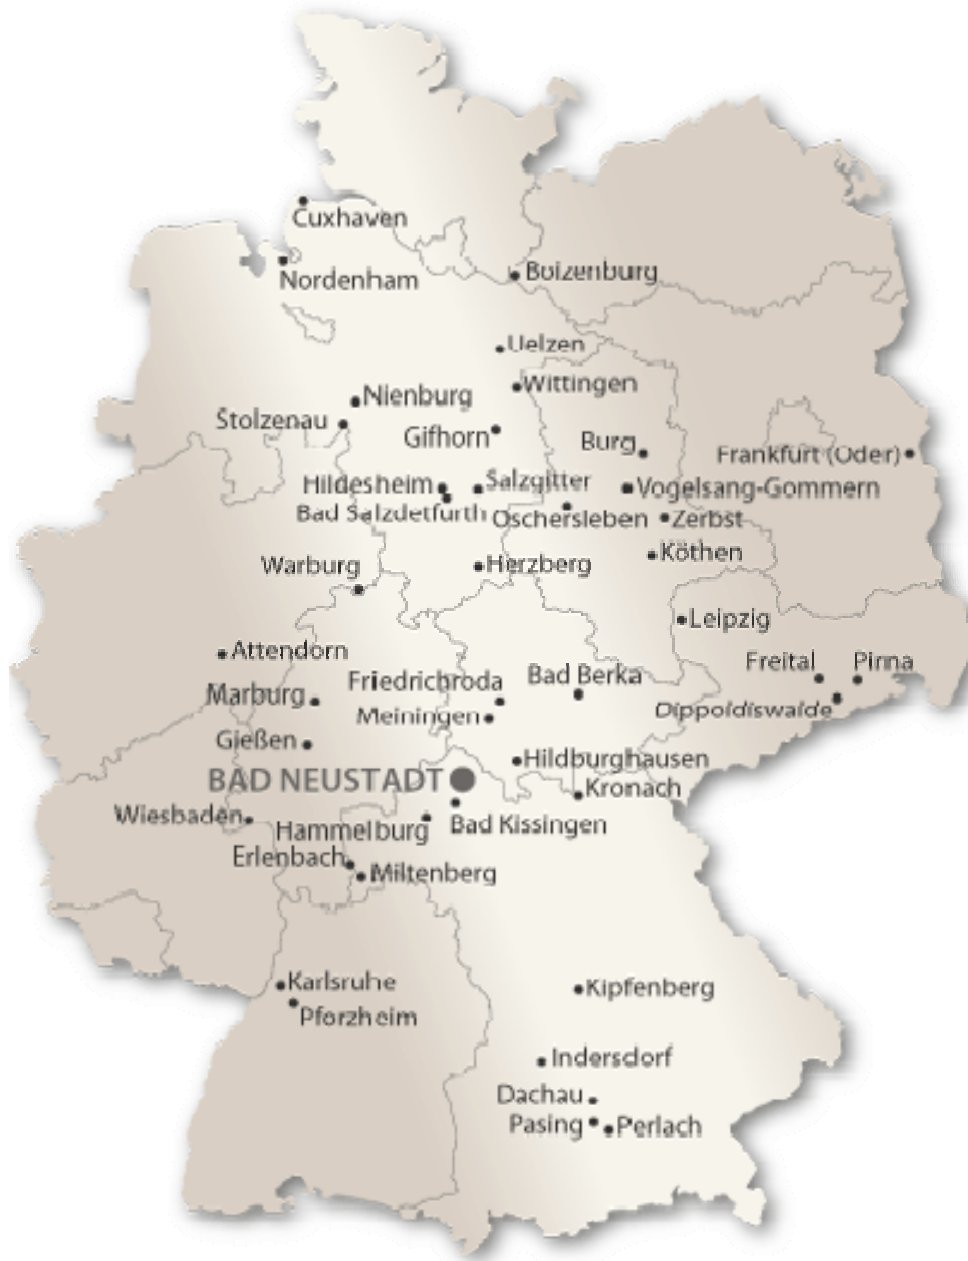 Cuxhaven
Nordenham
Boizenburg
Uelzen
Wittingen
Nienburg
Stolzenau
Gifhorn
Burg
Frankfurt (Oder)
Hildesheim
Salzgitter
Vogelsang-Gommern
Bad Salzdetfurth
Oschersleben
Zerbst
Köthen
Warburg
Herzberg
Leipzig
Attendorn
Freital
Pirna
Friedrichroda
Bad Berka
Marburg
Meiningen
Dippoldiswalde
Gießen
Hildburghausen
BAD NEUSTADT
Kronach
Wiesbaden
Hammelburg
Bad Kissingen
Erlenbach
Miltenberg
Karlsruhe
Kipfenberg
Pforzheim
Indersdorf
Dachau
Pasing
Perlach